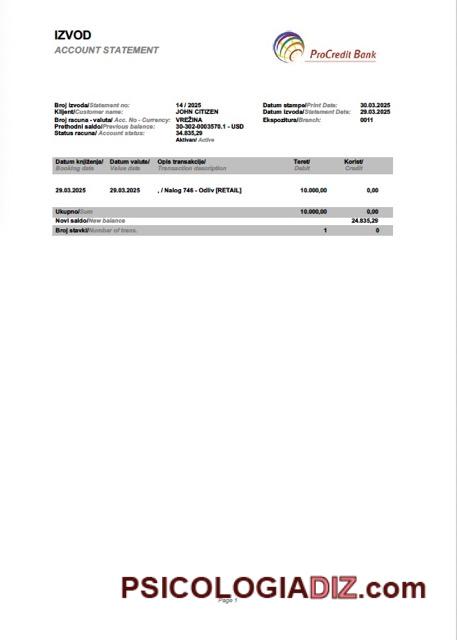 IZVOD
ACCOUNT STATEMENT
ProCredit Bank
Broj izvoda/Statement no: 14 / 2025
Klijent/Customer name: JOHN CITIZEN
Broj racuna - valuta/ Acc. No - Currency: VREŽINA
Prethodni saldo/Previous balance: 30-302-0003570.1 - USD
Status racuna/ Account status: 34.835,29
Aktivan/ Active
Datum stampe/Print Date: 30.03.2025
Datum izvoda/Statement Date: 29.03.2025
Ekspozitura/Branch: 0011
Datum knjiženja/ Datum valute/ Opis transakcije/ Teret/ Korist/
Booking date Value date Transaction description Debit Credit
29.03.2025 29.03.2025 , / Nalog 746 - Odliv [RETAIL] 10.000,00 0,00
Ukupno/Sum 10.000,00 0,00
Novi saldo/New balance 24.835,29
Broj stavki/Number of trans. 1 0
PSICOLOGIADIZ.com
Page 1